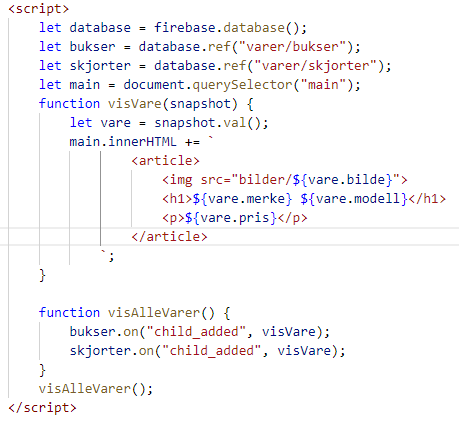 <script>
let database = firebase.database();
let bukser = database.ref("varer/bukser");
let skjorter = database.ref("varer/skjorter");
let main = document.querySelector("main");
function visVare(snapshot) {
let vare = snapshot.val();
main.innerHTML += `
<article>
<img src="bilder/${vare.bilde}">
<h1>${vare.merke} ${vare.modell}</h1>
<p>${vare.pris}</p>
</article>
`;
}
function visAlleVarer() {
bukser.on("child_added", visVare);
skjorter.on("child_added", visVare);
}
visAlleVarer();
</script>